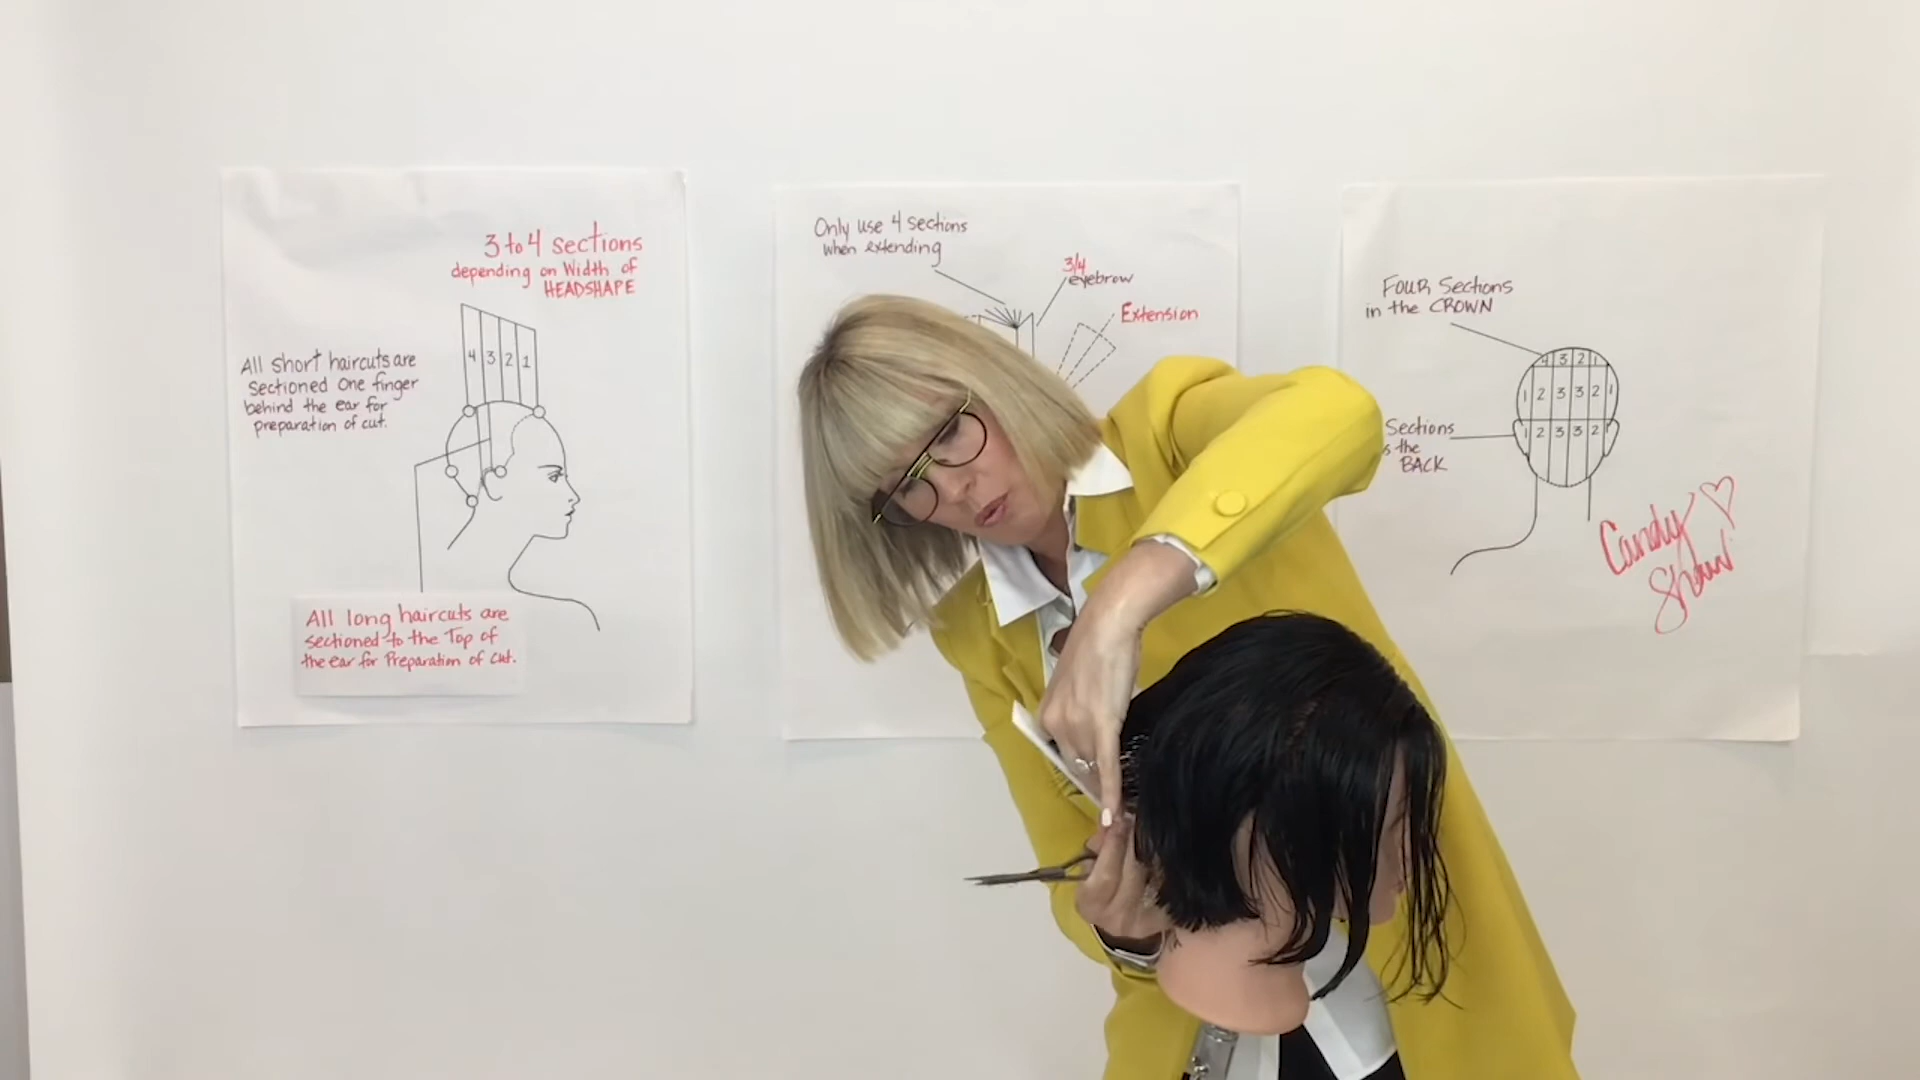 3 to 4 sections
depending on Width of
HEADSHAPE
4 3 2 1
All short haircuts are
Sectioned One finger
behind the ear for
preparation of cut.
All long haircuts are
sectioned to the Top of
the ear for Preparation of cut.
Only use 4 sections
when extending
3/4
eyebrow
Extension
FOUR Sections
in the CROWN
4 3 2 1
1 2 3 3 2 1
Sections
the
BACK
1 2 3 3 2 1
Candy
Shaw